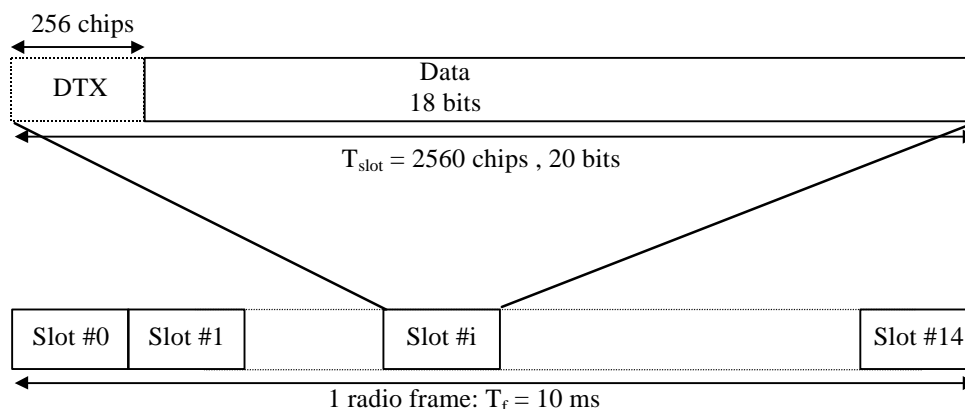 256 chips
DTX
Data
18 bits
T_slot = 2560 chips , 20 bits
Slot #0
Slot #1
Slot #i
Slot #14
1 radio frame: T_f = 10 ms